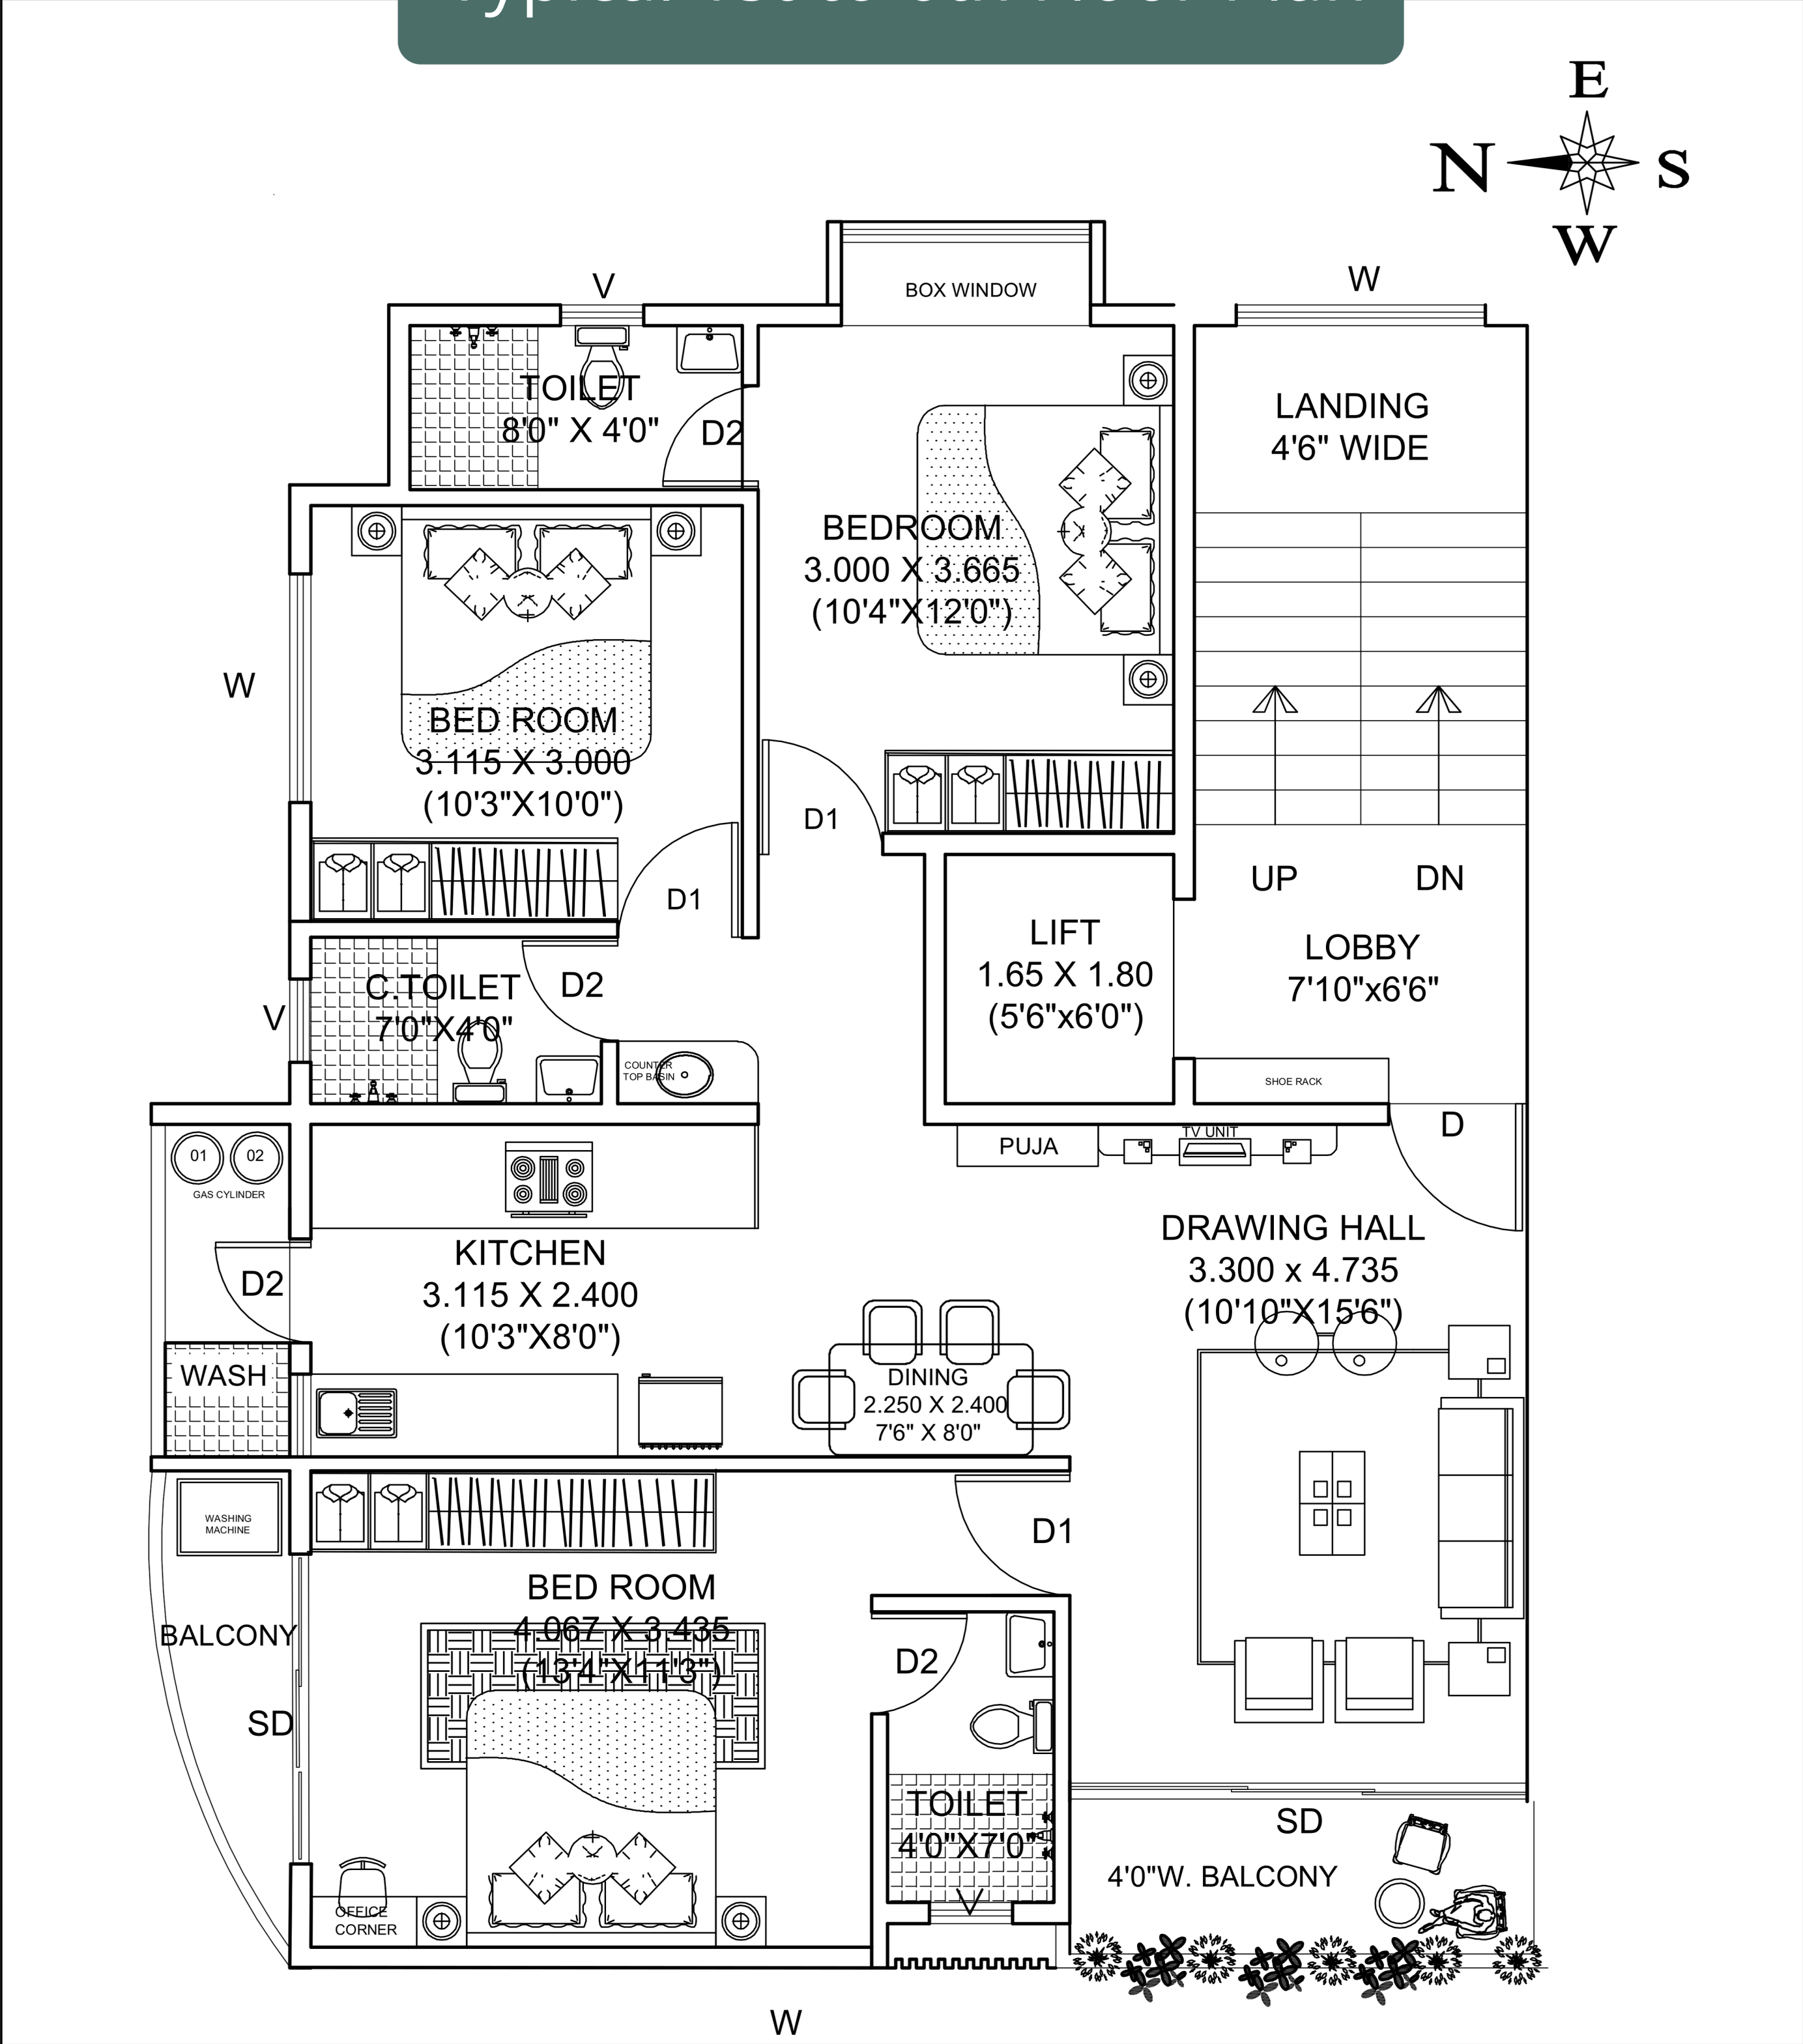 Typical 1st to 6th Floor Plan
E
N
S
W
V
BOX WINDOW
W
TOILET
8'0" X 4'0"
D2
LANDING
4'6" WIDE
BEDROOM
3.000 X 3.665
(10'4"X12'0")
W
BED ROOM
3.115 X 3.000
(10'3"X10'0")
D1
D1
UP
DN
LIFT
1.65 X 1.80
(5'6"x6'0")
LOBBY
7'10"x6'6"
C.TOILET
7'0"X4'0"
D2
V
COUNTER
TOP BASIN
SHOE RACK
01
02
GAS CYLINDER
PUJA
TV UNIT
D
KITCHEN
3.115 X 2.400
(10'3"X8'0")
D2
DRAWING HALL
3.300 x 4.735
(10'10"X15'6")
WASH
DINING
2.250 X 2.400
7'6" X 8'0"
WASHING
MACHINE
D1
BED ROOM
4.067 X 3.435
(13'4"X11'3")
BALCONY
D2
SD
TOILET
4'0"X7'0"
V
SD
4'0"W. BALCONY
OFFICE
CORNER
W